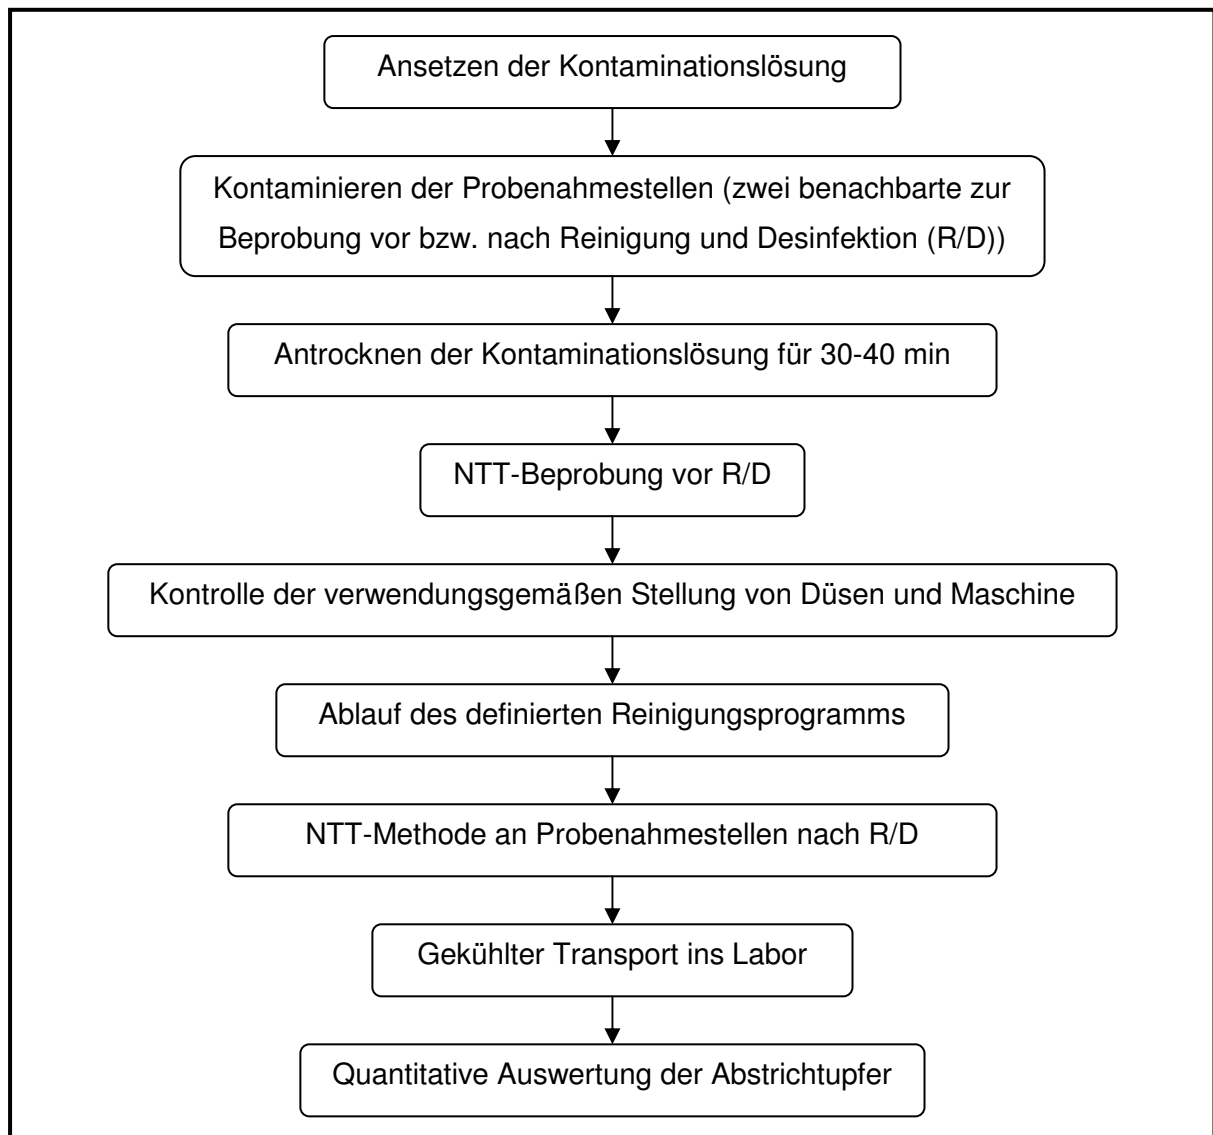 Ansetzen der Kontaminationslösung
Kontaminieren der Probenahmestellen (zwei benachbarte zur
Beprobung vor bzw. nach Reinigung und Desinfektion (R/D))
Antrocknen der Kontaminationslösung für 30-40 min
NTT-Beprobung vor R/D
Kontrolle der verwendungsgemäßen Stellung von Düsen und Maschine
Ablauf des definierten Reinigungsprogramms
NTT-Methode an Probenahmestellen nach R/D
Gekühlter Transport ins Labor
Quantitative Auswertung der Abstrichtupfer